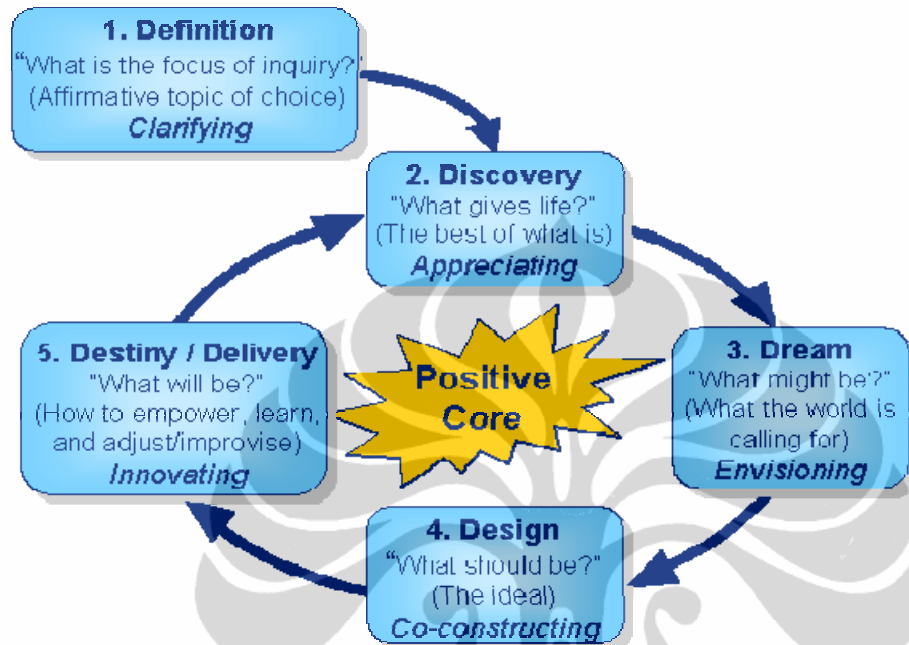 1. Definition
“What is the focus of inquiry?”
(Affirmative topic of choice)
Clarifying
2. Discovery
"What gives life?"
(The best of what is)
Appreciating
3. Dream
"What might be?"
(What the world is
calling for)
Envisioning
4. Design
“What should be?"
(The ideal)
Co-constructing
5. Destiny / Delivery
"What will be?"
(How to empower, learn,
and adjust/improvise)
Innovating
Positive
Core